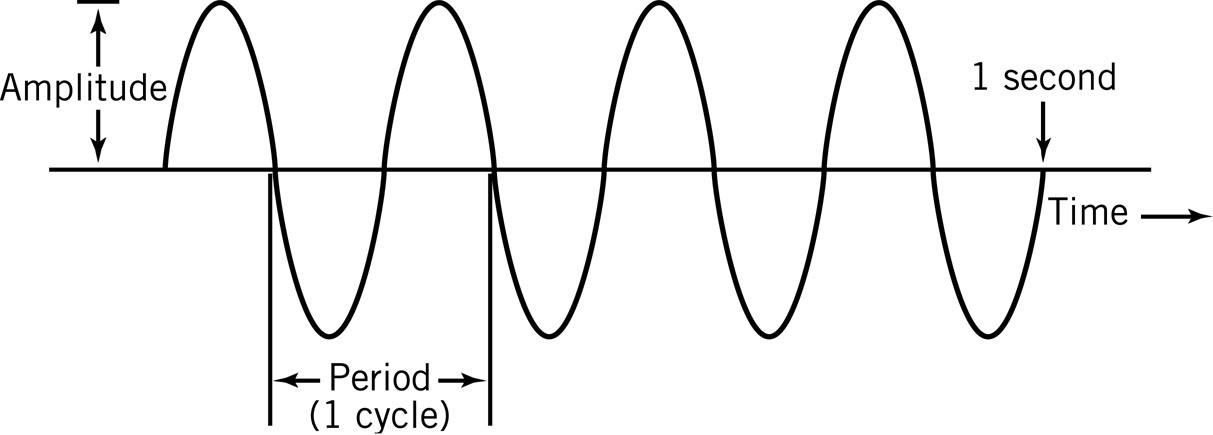 Amplitude
1 second
Time
Period
(1 cycle)